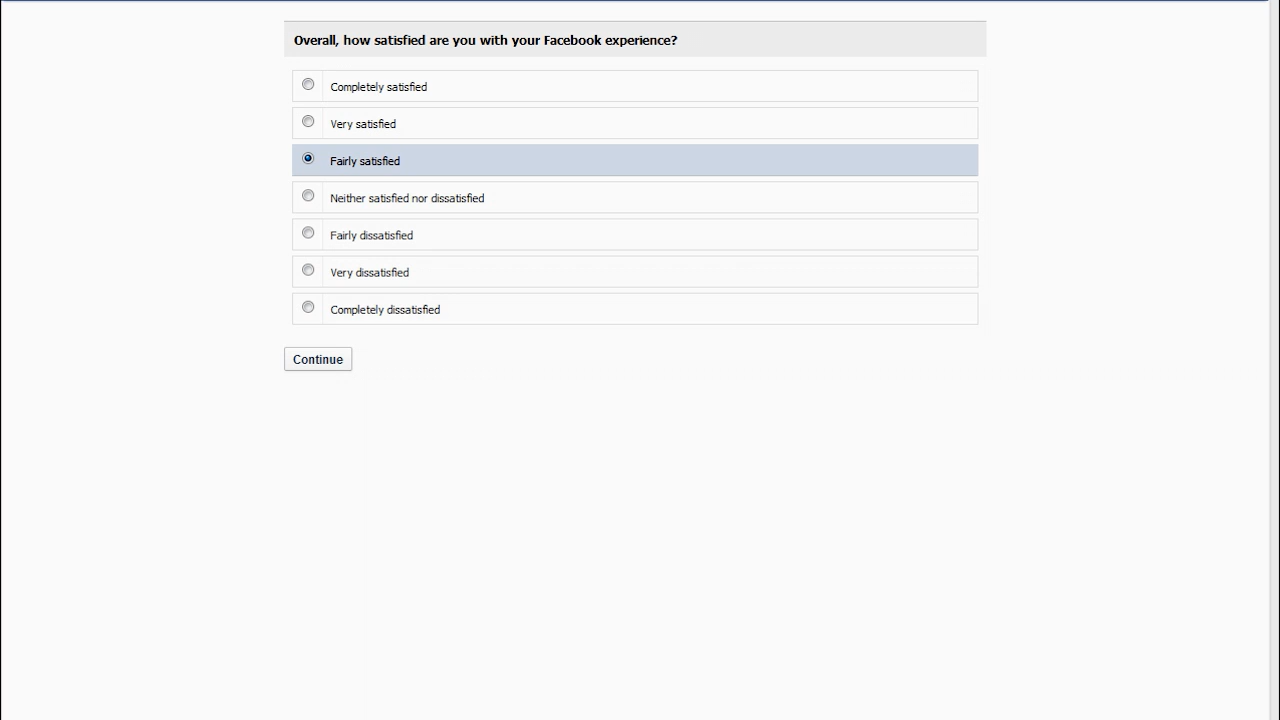 Overall, how satisfied are you with your Facebook experience?
Completely satisfied
Very satisfied
Fairly satisfied
Neither satisfied nor dissatisfied
Fairly dissatisfied
Very dissatisfied
Completely dissatisfied
Continue